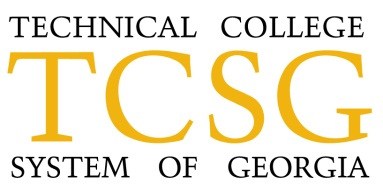 TECHNICAL COLLEGE
TCSG
SYSTEM OF GEORGIA